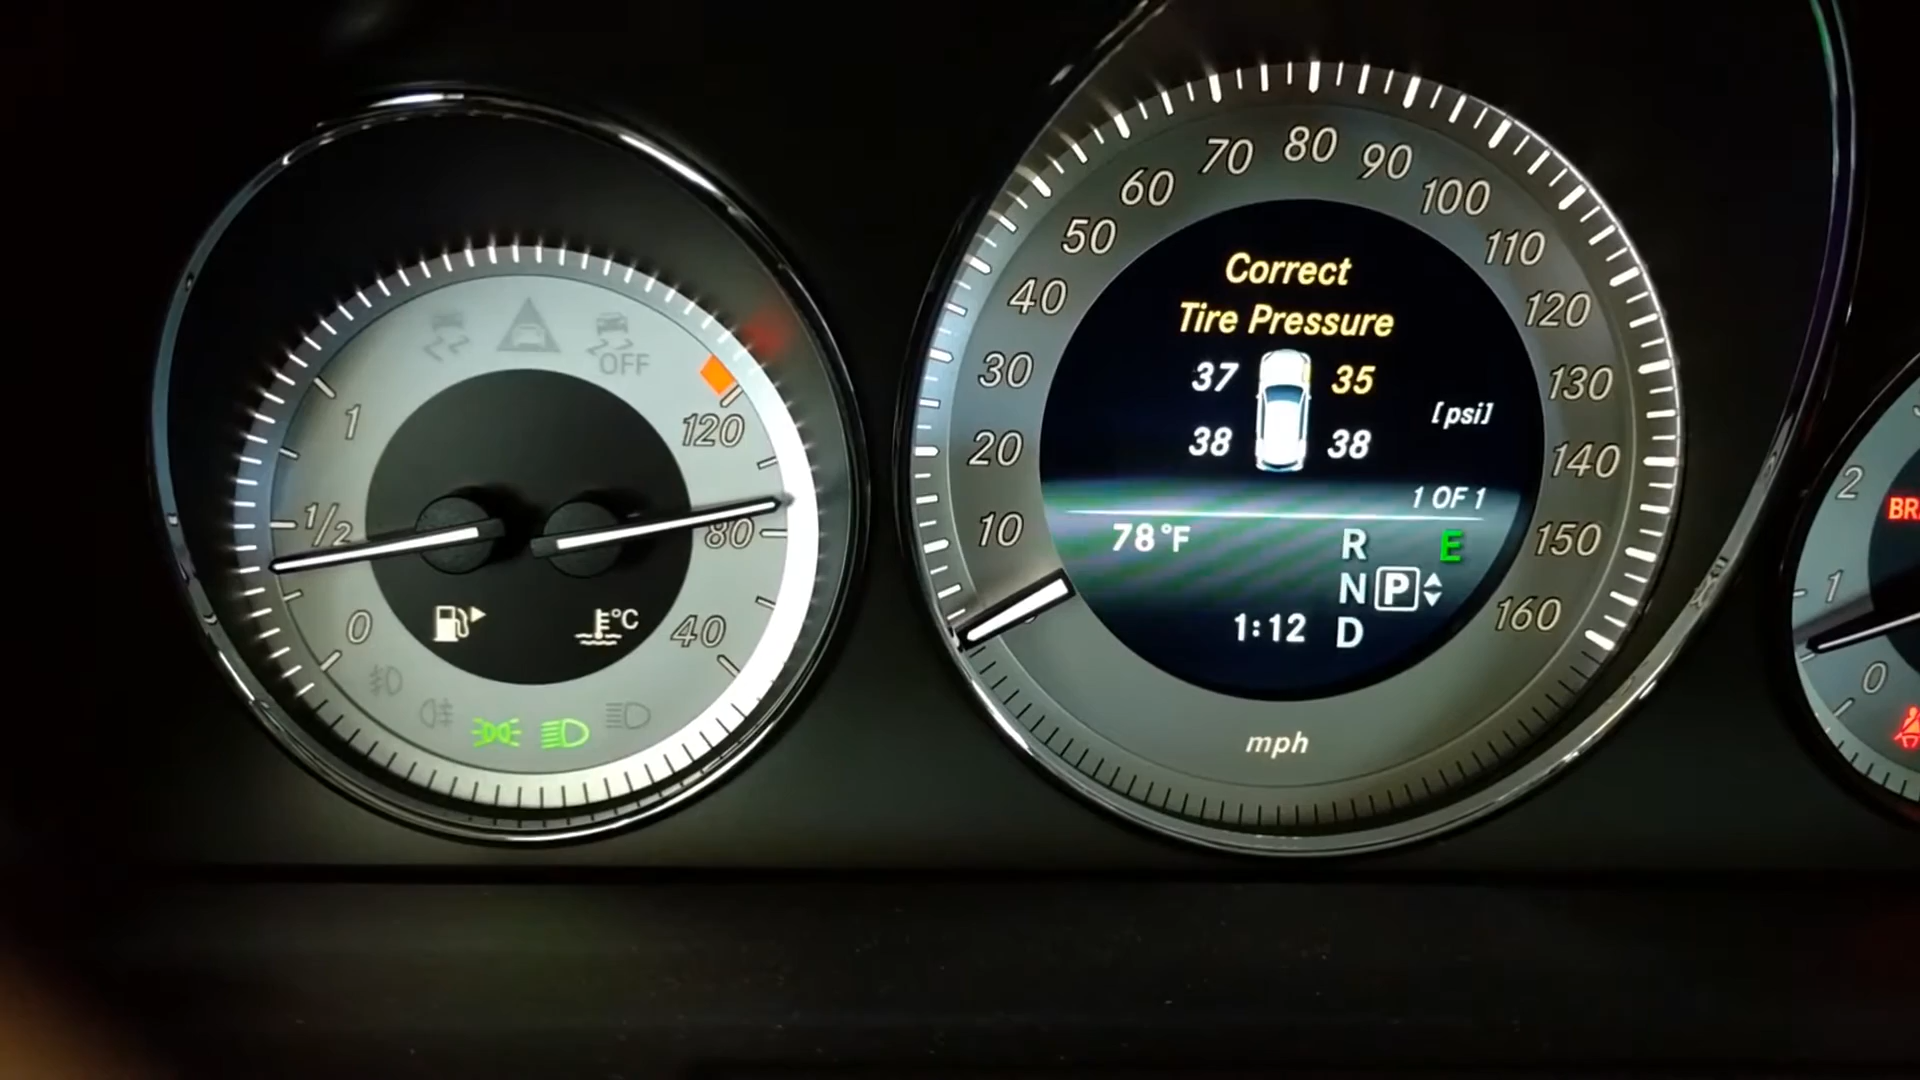 OFF
1
1/2
0
120
80
40
°C
10
20
30
40
50
60
70
80
90
100
110
120
130
140
150
160
mph
Correct
Tire Pressure
37 35
38 38
[psi]
1 OF 1
78°F
R E
N P
1:12 D
2
1
0